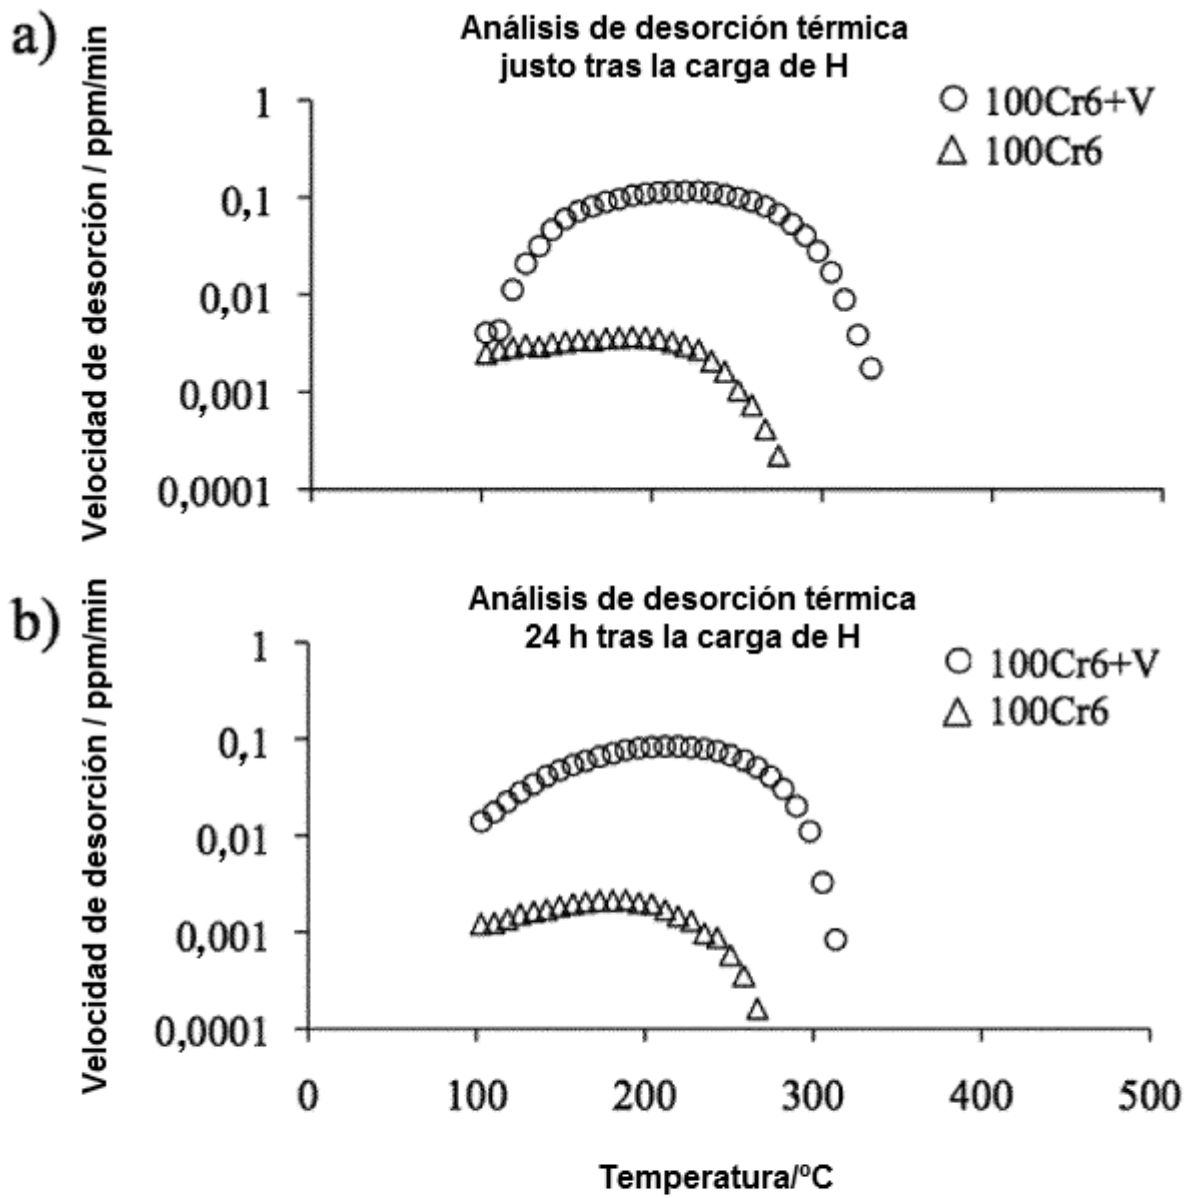 a)
Análisis de desorción térmica
justo tras la carga de H
Velocidad de desorción / ppm/min
100Cr6+V
100Cr6
1
0,1
0,01
0,001
0,0001
b)
Análisis de desorción térmica
24 h tras la carga de H
Velocidad de desorción / ppm/min
100Cr6+V
100Cr6
1
0,1
0,01
0,001
0,0001
0 100 200 300 400 500
Temperatura/ºC